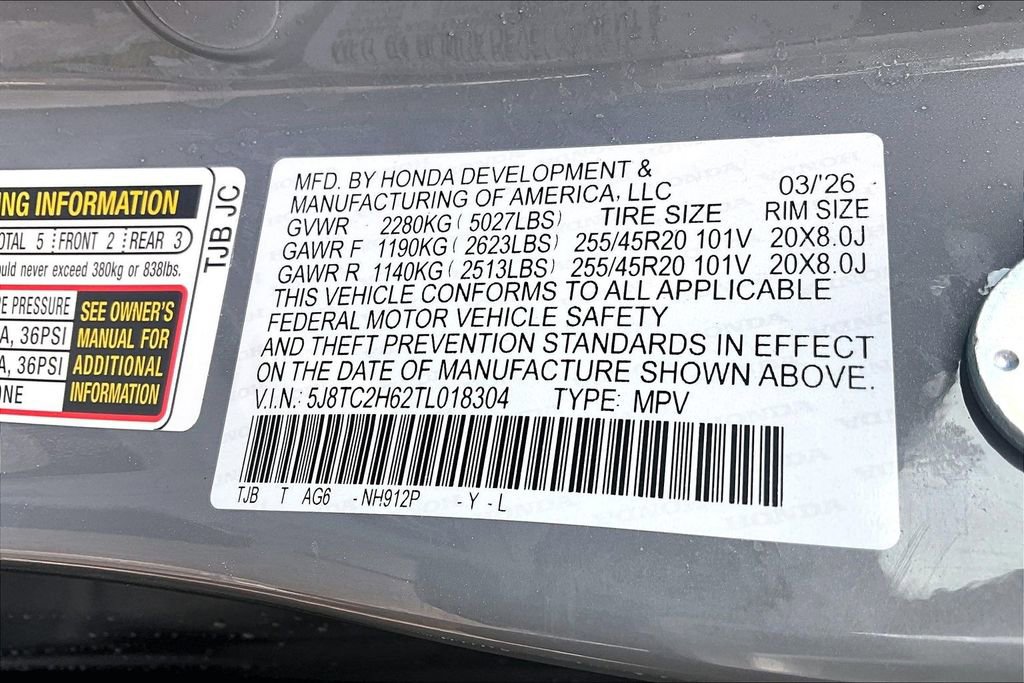 NG INFORMATION
OTAL 5 FRONT 2 REAR 3
ould never exceed 380kg or 838lbs.
RE PRESSURE
A, 36PSI
A, 36PSI
ONE
SEE OWNER'S
MANUAL FOR
ADDITIONAL
INFORMATION
TJB JC
MFD. BY HONDA DEVELOPMENT &
MANUFACTURING OF AMERICA, LLC 03/'26
GVWR 2280KG (5027LBS) TIRE SIZE RIM SIZE
GAWR F 1190KG (2623LBS) 255/45R20 101V 20X8.0J
GAWR R 1140KG (2513LBS) 255/45R20 101V 20X8.0J
THIS VEHICLE CONFORMS TO ALL APPLICABLE
FEDERAL MOTOR VEHICLE SAFETY
AND THEFT PREVENTION STANDARDS IN EFFECT
ON THE DATE OF MANUFACTURE SHOWN ABOVE.
V.I.N.: 5J8TC2H62TL018304 TYPE: MPV
TJB T AG6 - NH912P - Y - L